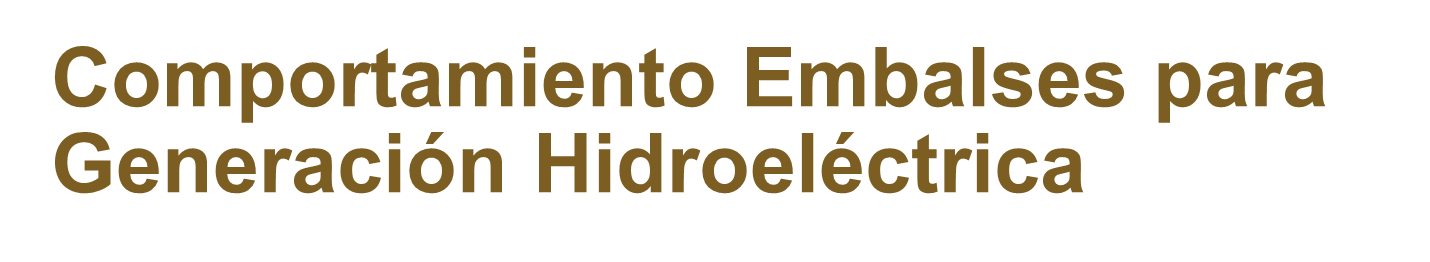 Comportamiento Embalses para
Generación Hidroeléctrica